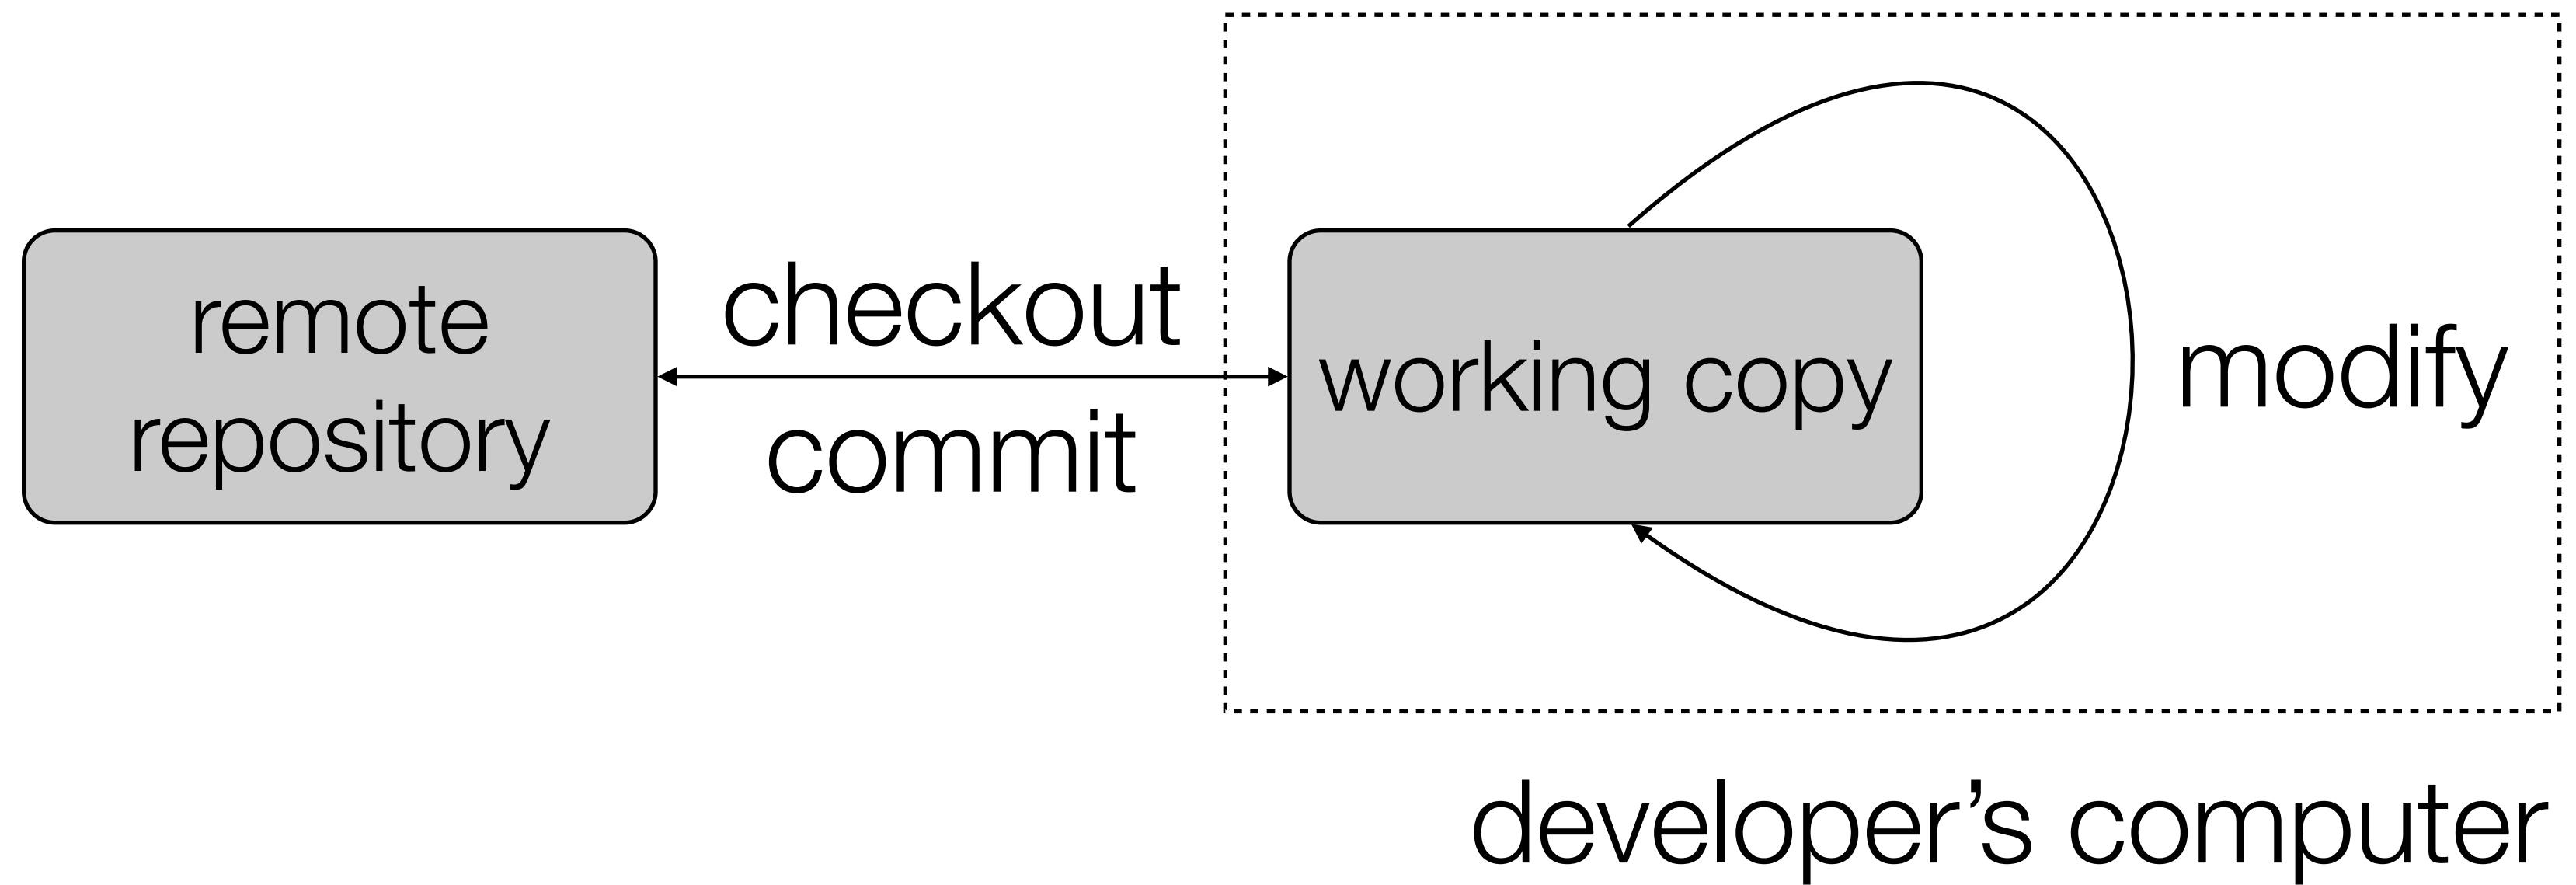 remote
repository
checkout
commit
working copy
modify
developer’s computer